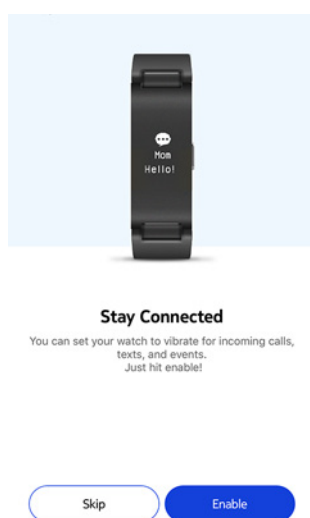 Mom
Hello!
Stay Connected
You can set your watch to vibrate for incoming calls,
texts, and events.
Just hit enable!
Skip
Enable